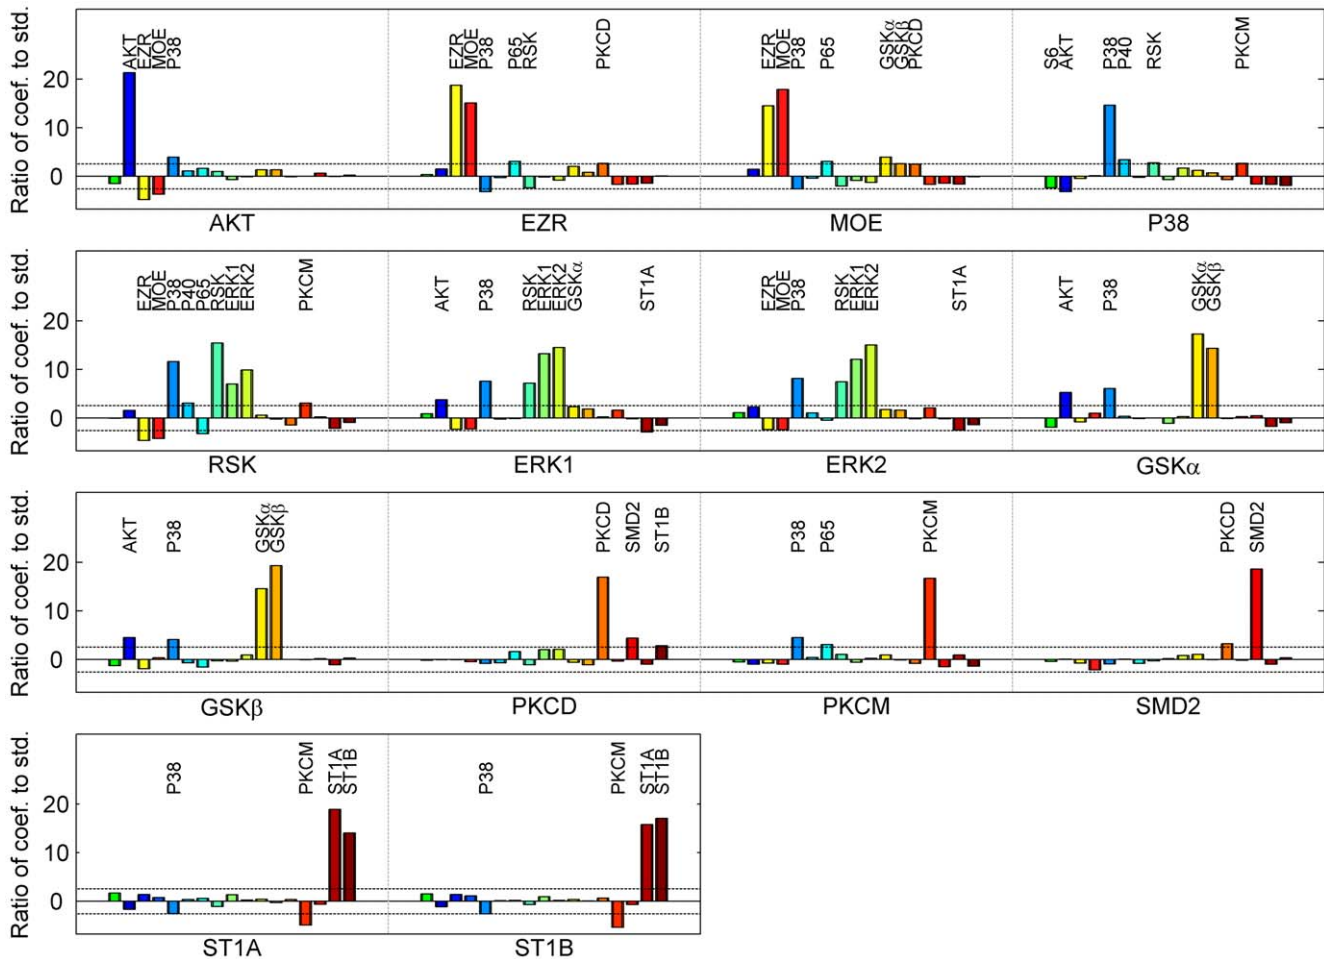 Ratio of coef. to std.
20
10
0
AKT EZR MOE P38
EZR MOE P38 P65 RSK PKCD
EZR MOE P38 P65 GSKα GSKβ PKCD
S6 AKT P38 P40 RSK PKCM
AKT EZR MOE P38
Ratio of coef. to std.
20
10
0
EZR MOE P38 P40 P65 RSK ERK1 ERK2 PKCM
AKT P38 RSK ERK1 ERK2 GSKα ST1A
EZR MOE P38 RSK ERK1 ERK2 ST1A
AKT P38 GSKα GSKβ
RSK ERK1 ERK2 GSKα
Ratio of coef. to std.
20
10
0
AKT P38 GSKα GSKβ
PKCD SMD2 ST1B
P38 P65 PKCM
PKCD SMD2
GSKβ PKCD PKCM SMD2
Ratio of coef. to std.
20
10
0
P38 PKCM ST1A ST1B
P38 PKCM ST1A ST1B
ST1A ST1B